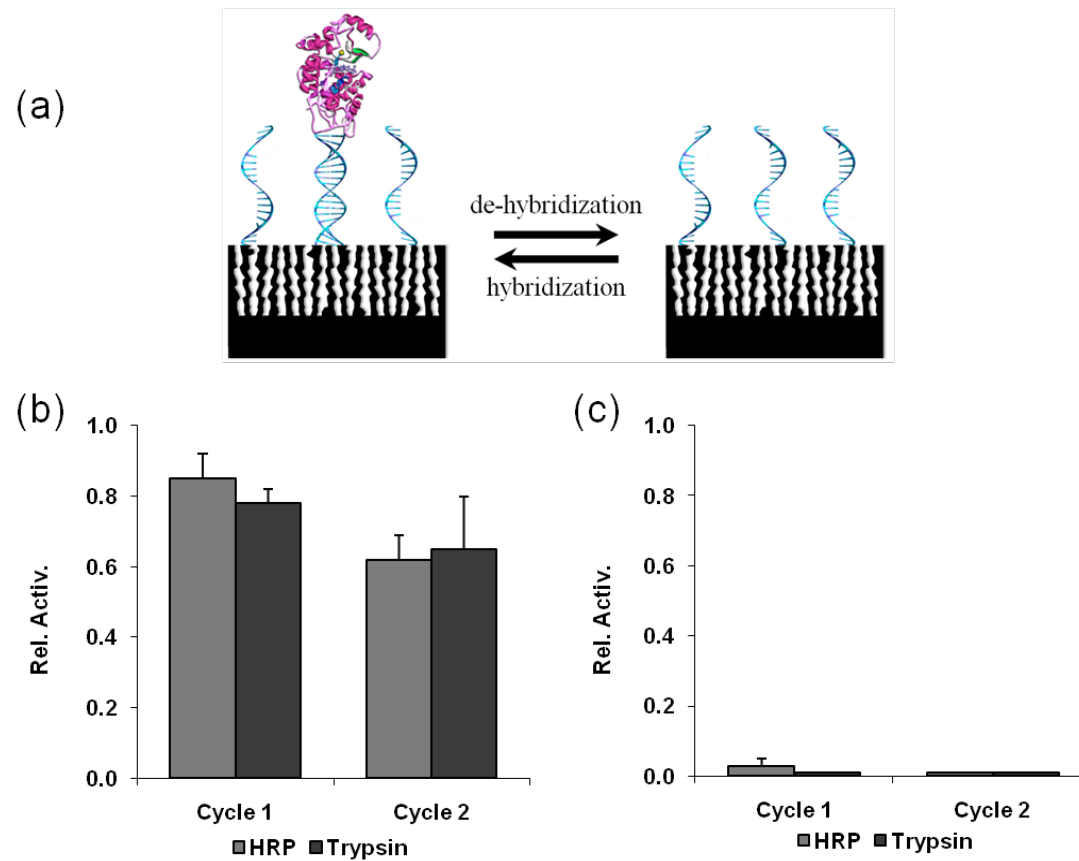 (a)
de-hybridization
hybridization
(b)
(c)
1.0
0.8
0.6
0.4
0.2
0.0
Rel. Activ.
Cycle 1
Cycle 2
HRP
Trypsin
1.0
0.8
0.6
0.4
0.2
0.0
Rel. Activ.
Cycle 1
Cycle 2
HRP
Trypsin